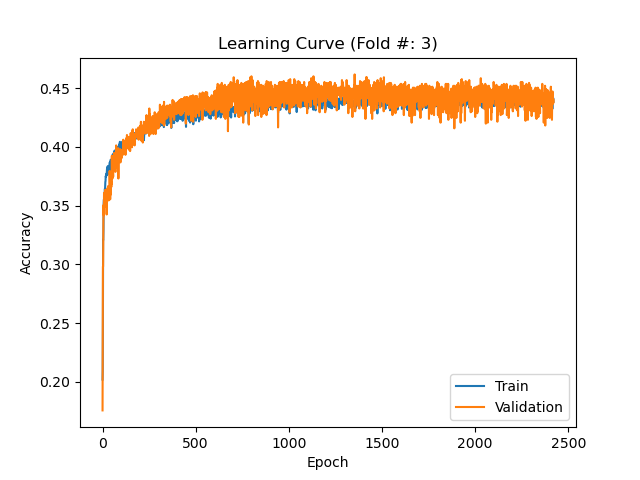 Learning Curve (Fold #: 3)
0.45
0.40
0.35
0.30
0.25
0.20
Accuracy
0 500 1000 1500 2000 2500
Epoch
Train
Validation